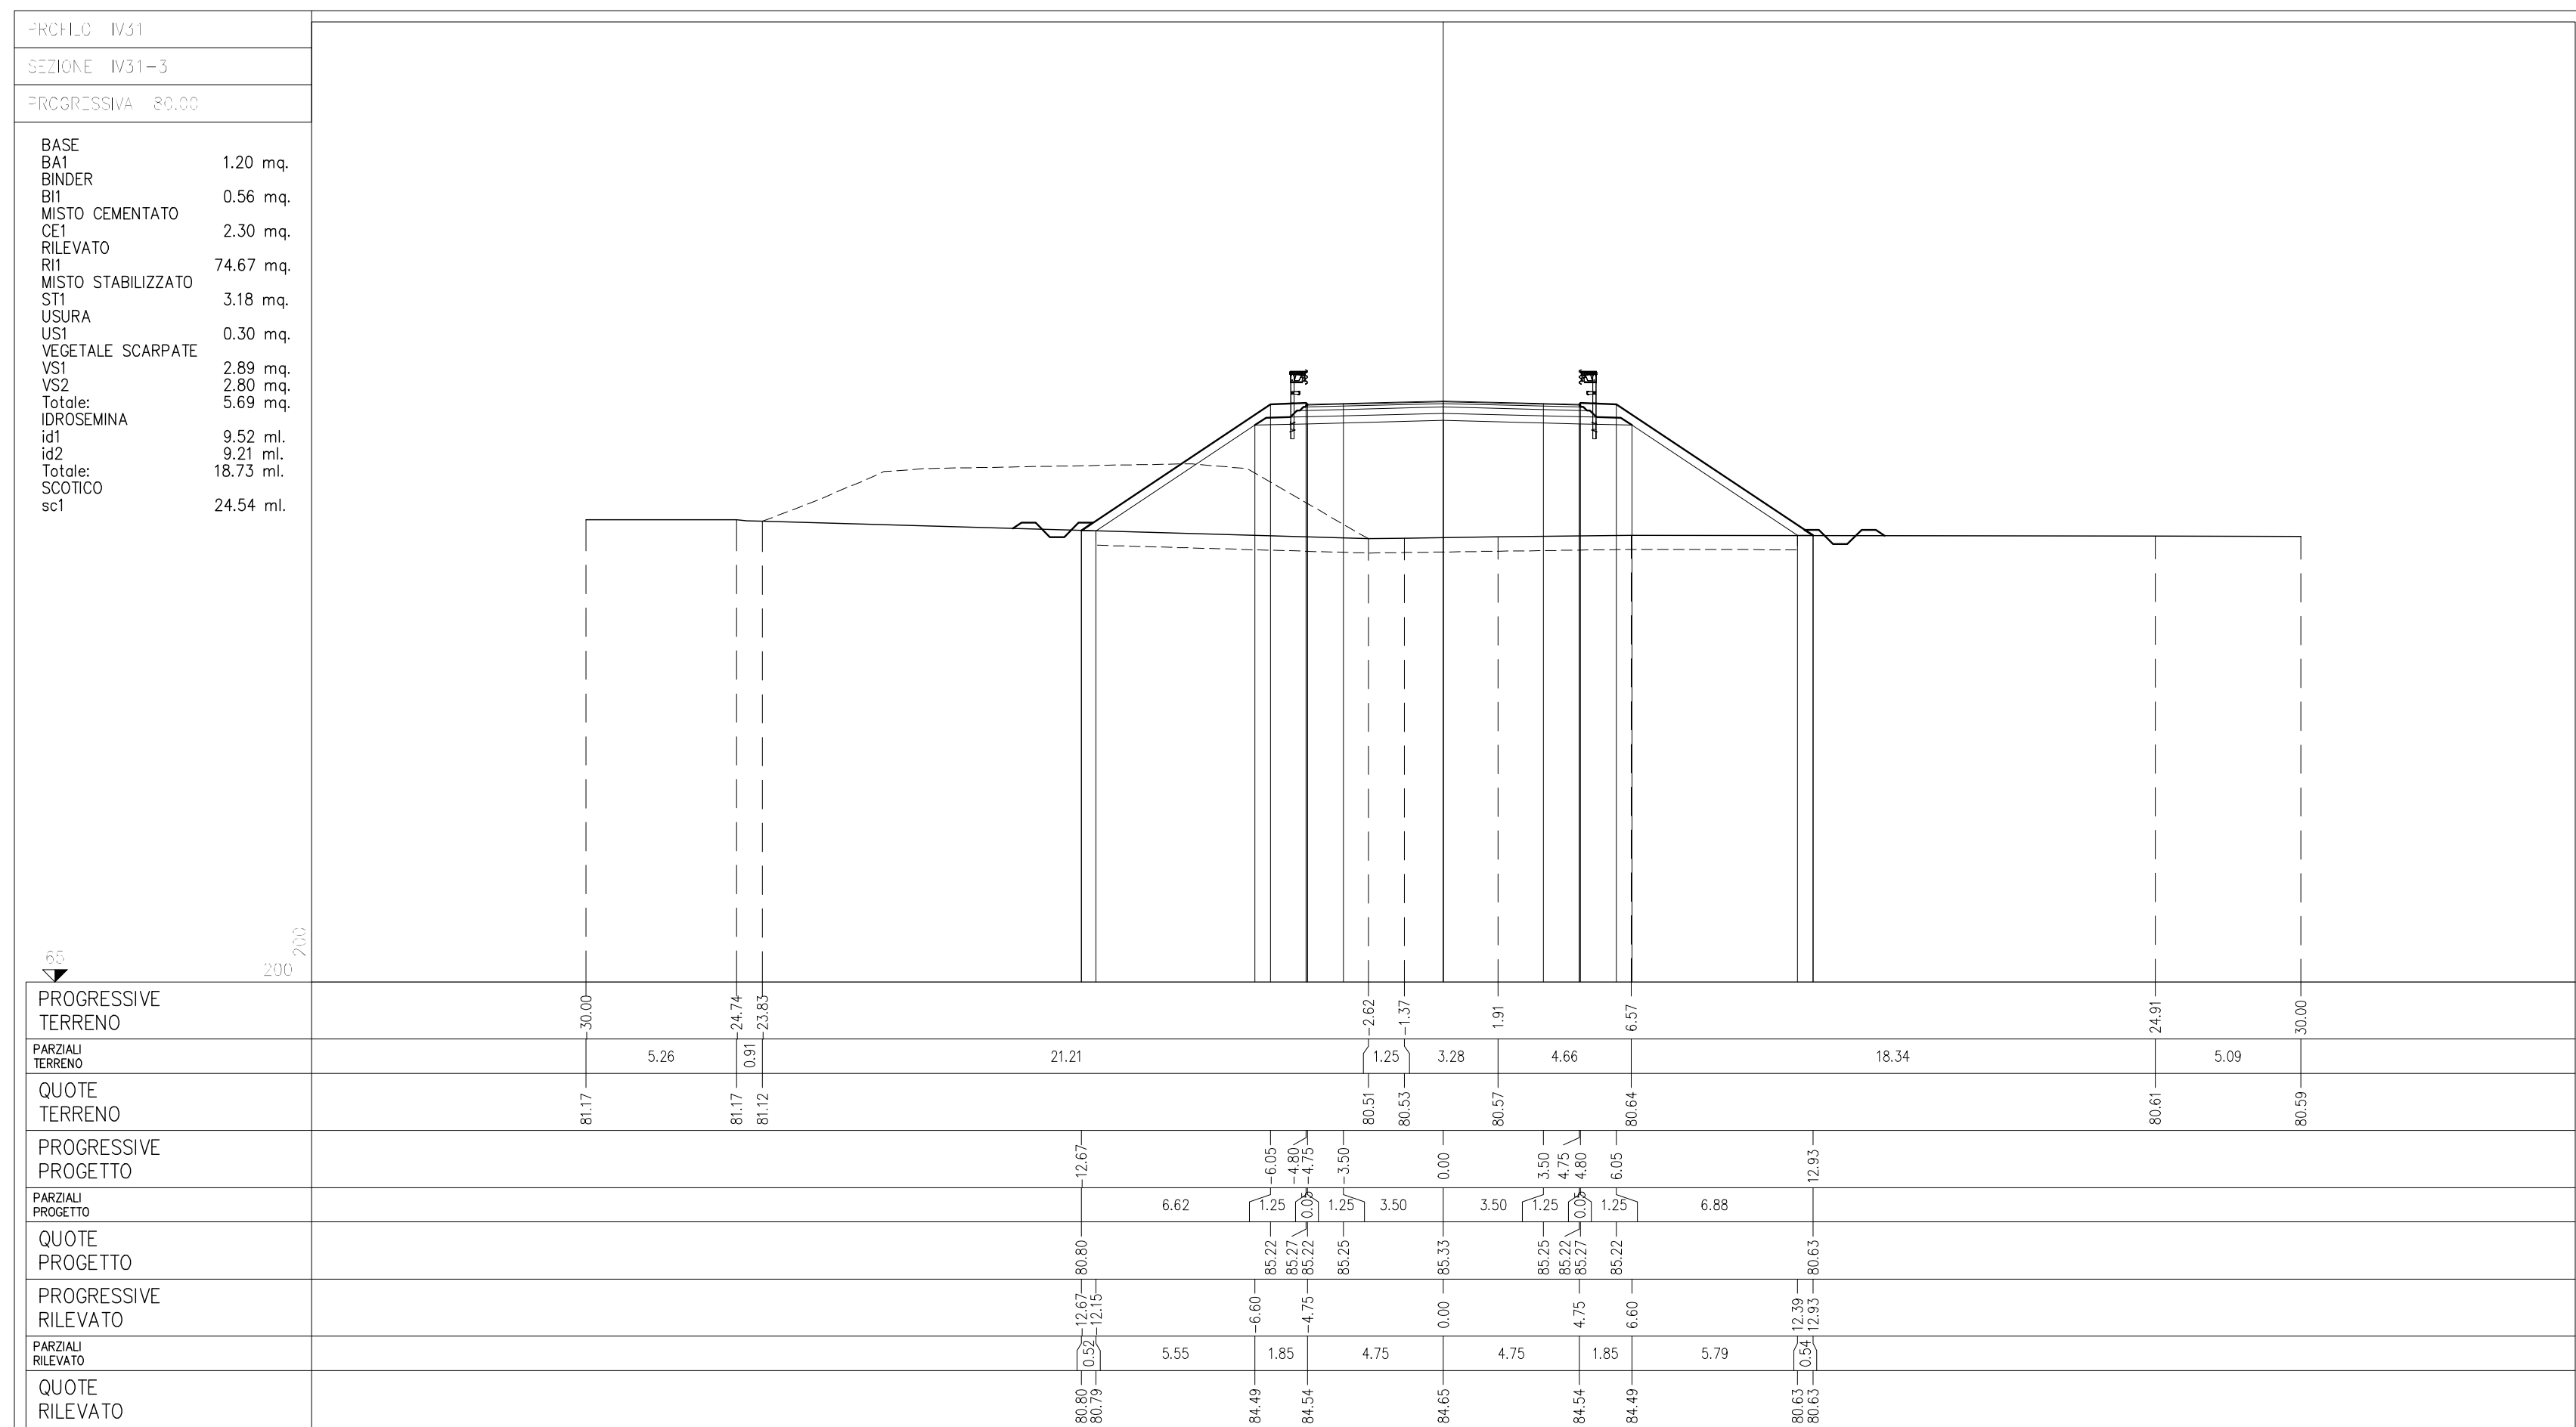 PROFILO IV31
SEZIONE IV31-3
PROGRESSIVA 80.00
BASE
BA1 1.20 mq.
BINDER
BI1 0.56 mq.
MISTO CEMENTATO
CE1 2.30 mq.
RILEVATO
RI1 74.67 mq.
MISTO STABILIZZATO
ST1 3.18 mq.
USURA
US1 0.30 mq.
VEGETALE SCARPATE
VS1 2.89 mq.
VS2 2.80 mq.
Totale: 5.69 mq.
IDROSEMINA
id1 9.52 ml.
id2 9.21 ml.
Totale: 18.73 ml.
SCOTICO
sc1 24.54 ml.
65
200
200
PROGRESSIVE
TERRENO
-30.00 -24.74 -23.83 -2.62 -1.37 1.91 6.57 24.91 30.00
PARZIALI
TERRENO
5.26 0.91 21.21 1.25 3.28 4.66 18.34 5.09
QUOTE
TERRENO
81.17 81.17 81.12 80.51 80.53 80.57 80.64 80.61 80.59
PROGRESSIVE
PROGETTO
-12.67 -6.05 -4.80 -4.75 -3.50 0.00 3.50 4.75 4.80 6.05 12.93
PARZIALI
PROGETTO
6.62 1.25 0.05 1.25 3.50 3.50 1.25 0.05 1.25 6.88
QUOTE
PROGETTO
80.80 85.22 85.27 85.22 85.25 85.33 85.25 85.22 85.27 85.22 80.63
PROGRESSIVE
RILEVATO
-12.67 -12.15 -6.60 -4.75 0.00 4.75 6.60 12.39 12.93
PARZIALI
RILEVATO
0.52 5.55 1.85 4.75 4.75 1.85 5.79 0.54
QUOTE
RILEVATO
80.80 80.79 84.49 84.54 84.65 84.54 84.49 80.63 80.63